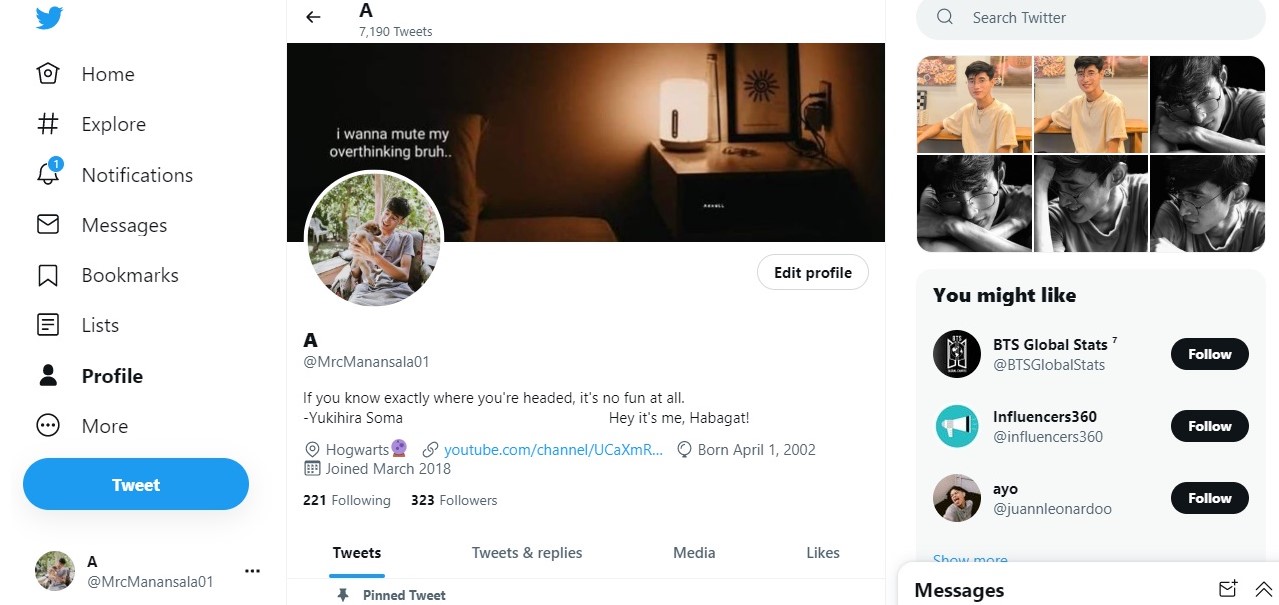 A
7,190 Tweets
Search Twitter
Home
Explore
1
Notifications
Messages
Bookmarks
Lists
Profile
More
Tweet
A
@MrcManansala01
i wanna mute my
overthinking bruh..
Edit profile
A
@MrcManansala01
If you know exactly where you're headed, it's no fun at all.
-Yukihira Soma Hey it's me, Habagat!
Hogwarts🔮 youtube.com/channel/UCaXmR... Born April 1, 2002
Joined March 2018
221 Following 323 Followers
Tweets Tweets & replies Media Likes
Pinned Tweet
You might like
BTS Global Stats ⁷
@BTSGlobalStats
Follow
Influencers360
@influencers360
Follow
ayo
@juannleonardoo
Follow
Show more
Messages